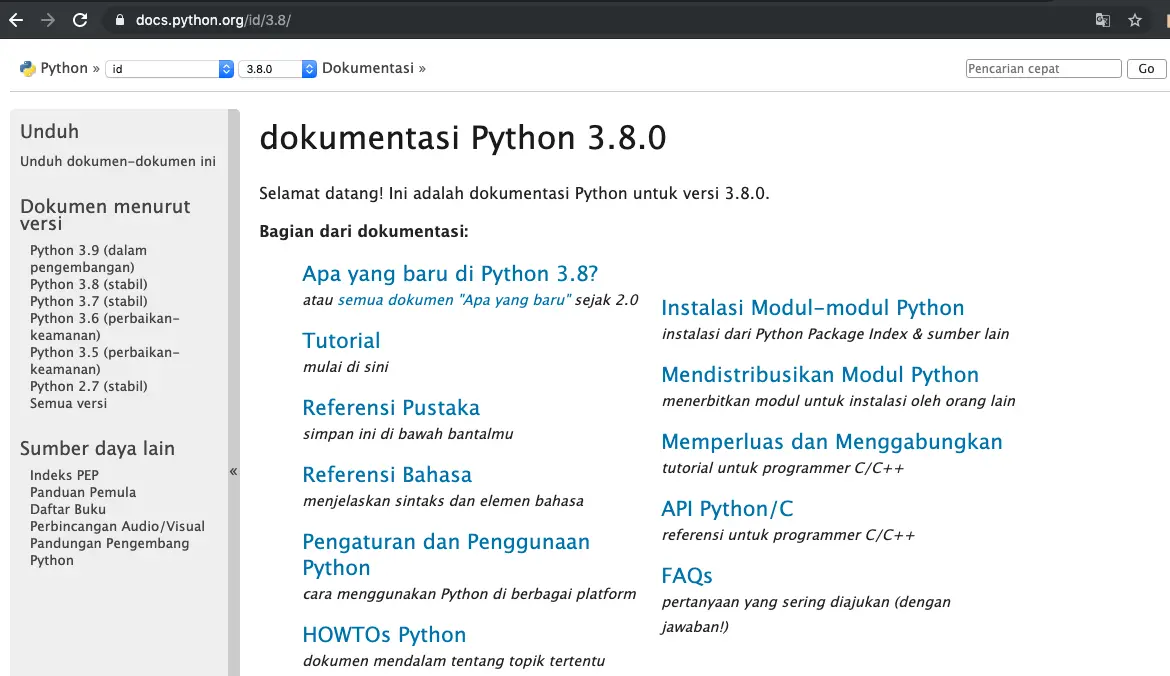 docs.python.org/id/3.8/
Python » id 3.8.0 Dokumentasi »
Pencarian cepat Go
Unduh
Unduh dokumen-dokumen ini
Dokumen menurut
versi
Python 3.9 (dalam
pengembangan)
Python 3.8 (stabil)
Python 3.7 (stabil)
Python 3.6 (perbaikan-
keamanan)
Python 3.5 (perbaikan-
keamanan)
Python 2.7 (stabil)
Semua versi
Sumber daya lain
Indeks PEP
Panduan Pemula
Daftar Buku
Perbincangan Audio/Visual
Pandungan Pengembang
Python
«
dokumentasi Python 3.8.0
Selamat datang! Ini adalah dokumentasi Python untuk versi 3.8.0.
Bagian dari dokumentasi:
Apa yang baru di Python 3.8?
atau semua dokumen "Apa yang baru" sejak 2.0
Tutorial
mulai di sini
Referensi Pustaka
simpan ini di bawah bantalmu
Referensi Bahasa
menjelaskan sintaks dan elemen bahasa
Pengaturan dan Penggunaan
Python
cara menggunakan Python di berbagai platform
HOWTOs Python
dokumen mendalam tentang topik tertentu
Instalasi Modul-modul Python
instalasi dari Python Package Index & sumber lain
Mendistribusikan Modul Python
menerbitkan modul untuk instalasi oleh orang lain
Memperluas dan Menggabungkan
tutorial untuk programmer C/C++
API Python/C
referensi untuk programmer C/C++
FAQs
pertanyaan yang sering diajukan (dengan
jawaban!)